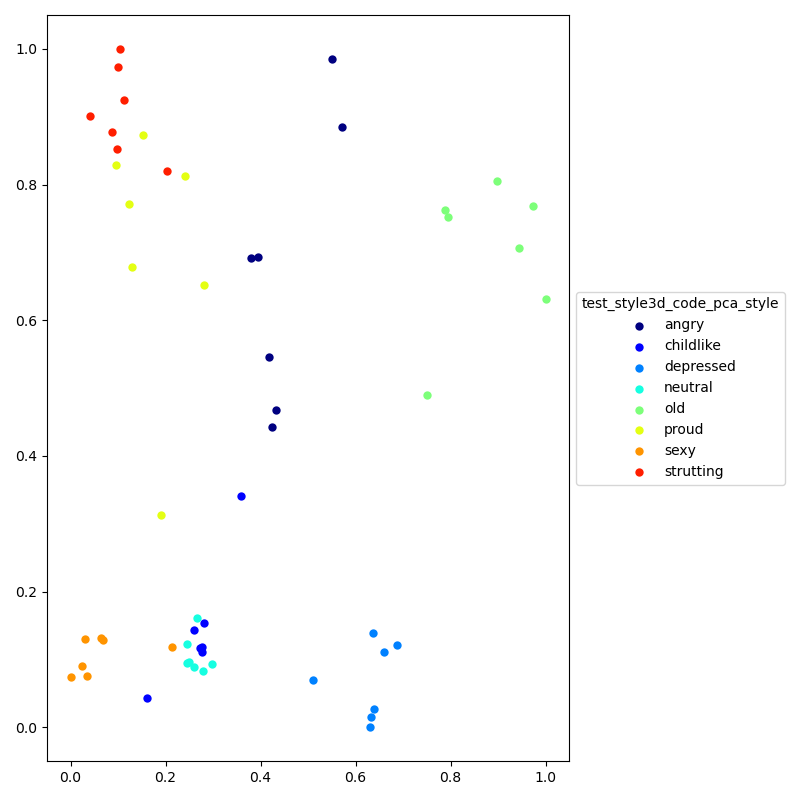 1.0
0.8
0.6
0.4
0.2
0.0
0.0 0.2 0.4 0.6 0.8 1.0
test_style3d_code_pca_style
angry
childlike
depressed
neutral
old
proud
sexy
strutting